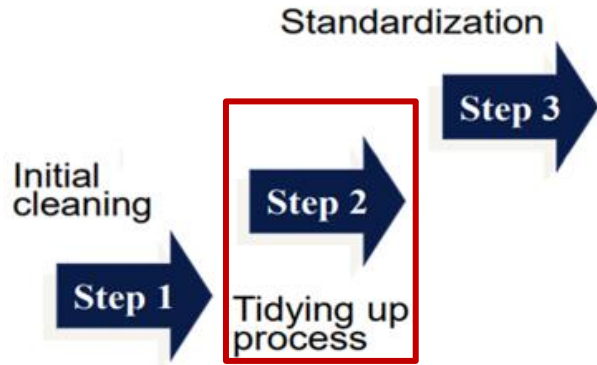 Standardization
Step 3
Step 2
Initial
cleaning
Step 1
Tidying up
process